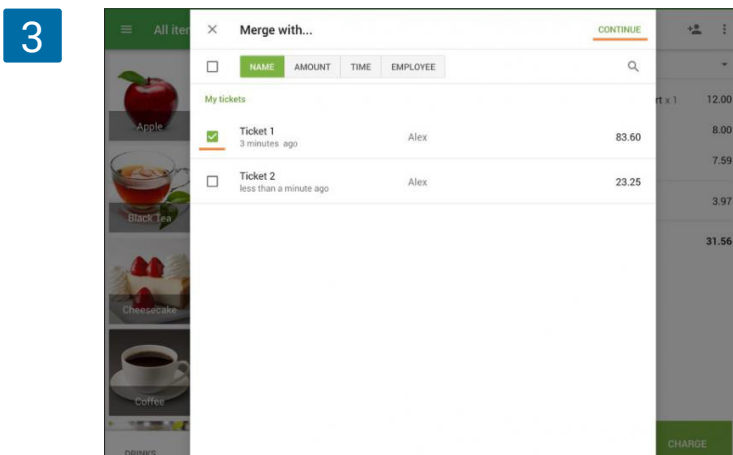 3
All iter
Merge with...
CONTINUE
NAME AMOUNT TIME EMPLOYEE
My tickets
Ticket 1
3 minutes ago
Alex
83.60
Ticket 2
less than a minute ago
Alex
23.25
Apple
Black Tea
Cheesecake
Coffee
DRINKS
rt x 1 12.00
8.00
7.59
3.97
31.56
CHARGE